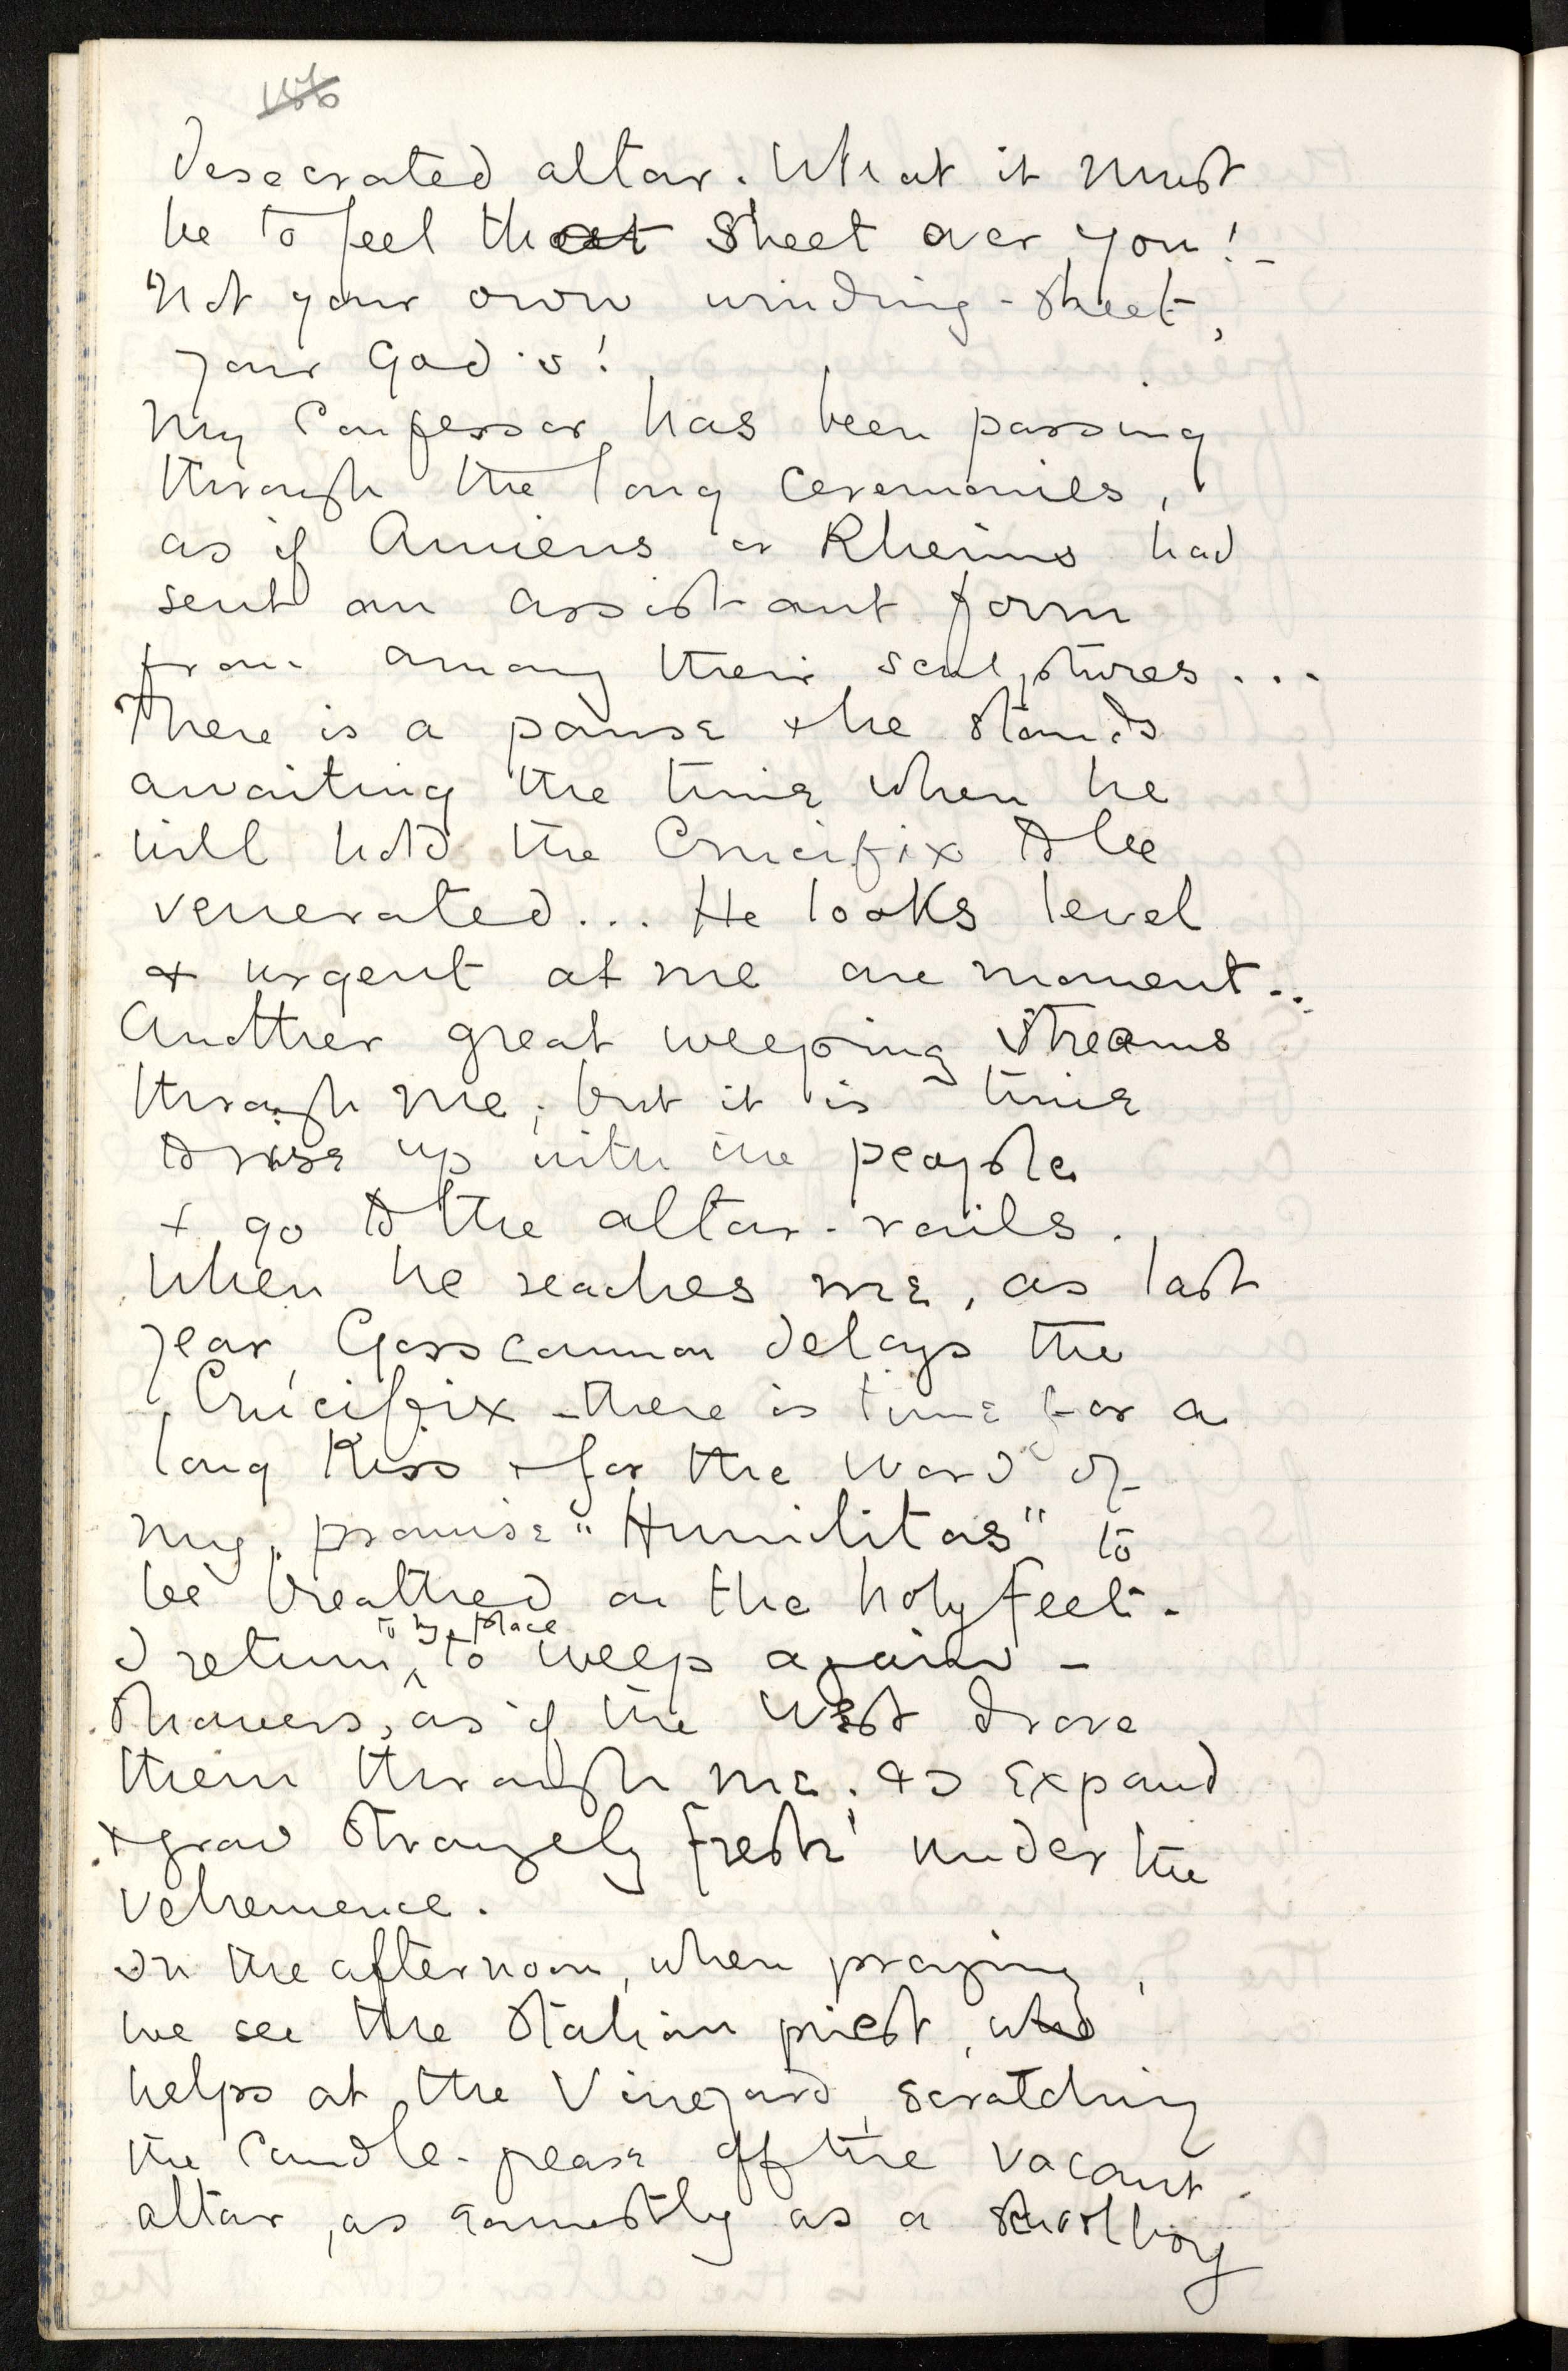 186
desecrated altar. What it must
be to feel that sheet over you! -
Not your own winding-sheet,
your God's!
My Confessor has been passing
through the long ceremonies,
as if Amiens or Rheims had
sent an assistant form
from among their sculptures...
There is a pause & he stands
awaiting the time when he
will hold the Crucifix to be
venerated... He looks level
& urgent at me one moment...
Another great weeping streams
through me; but it is time
to rise up with the people
& go to the altar-rails.
When he reaches me, as last
year, Gosscannon delays the
Crucifix - there is time for a
long Kiss & for the word of
my promise "Humilitas" to
be breathed on the holy feet.
I return, to my place to weep again -
showers, as if the West drove
them through me; & I expand
& grow strangely fresh under the
vehemence.
In the afternoon, when praying,
we see the Italian priest, who
helps at the Vineyard, scratching
the candle-grease off the vacant
altar, as earnestly as a schoolboy